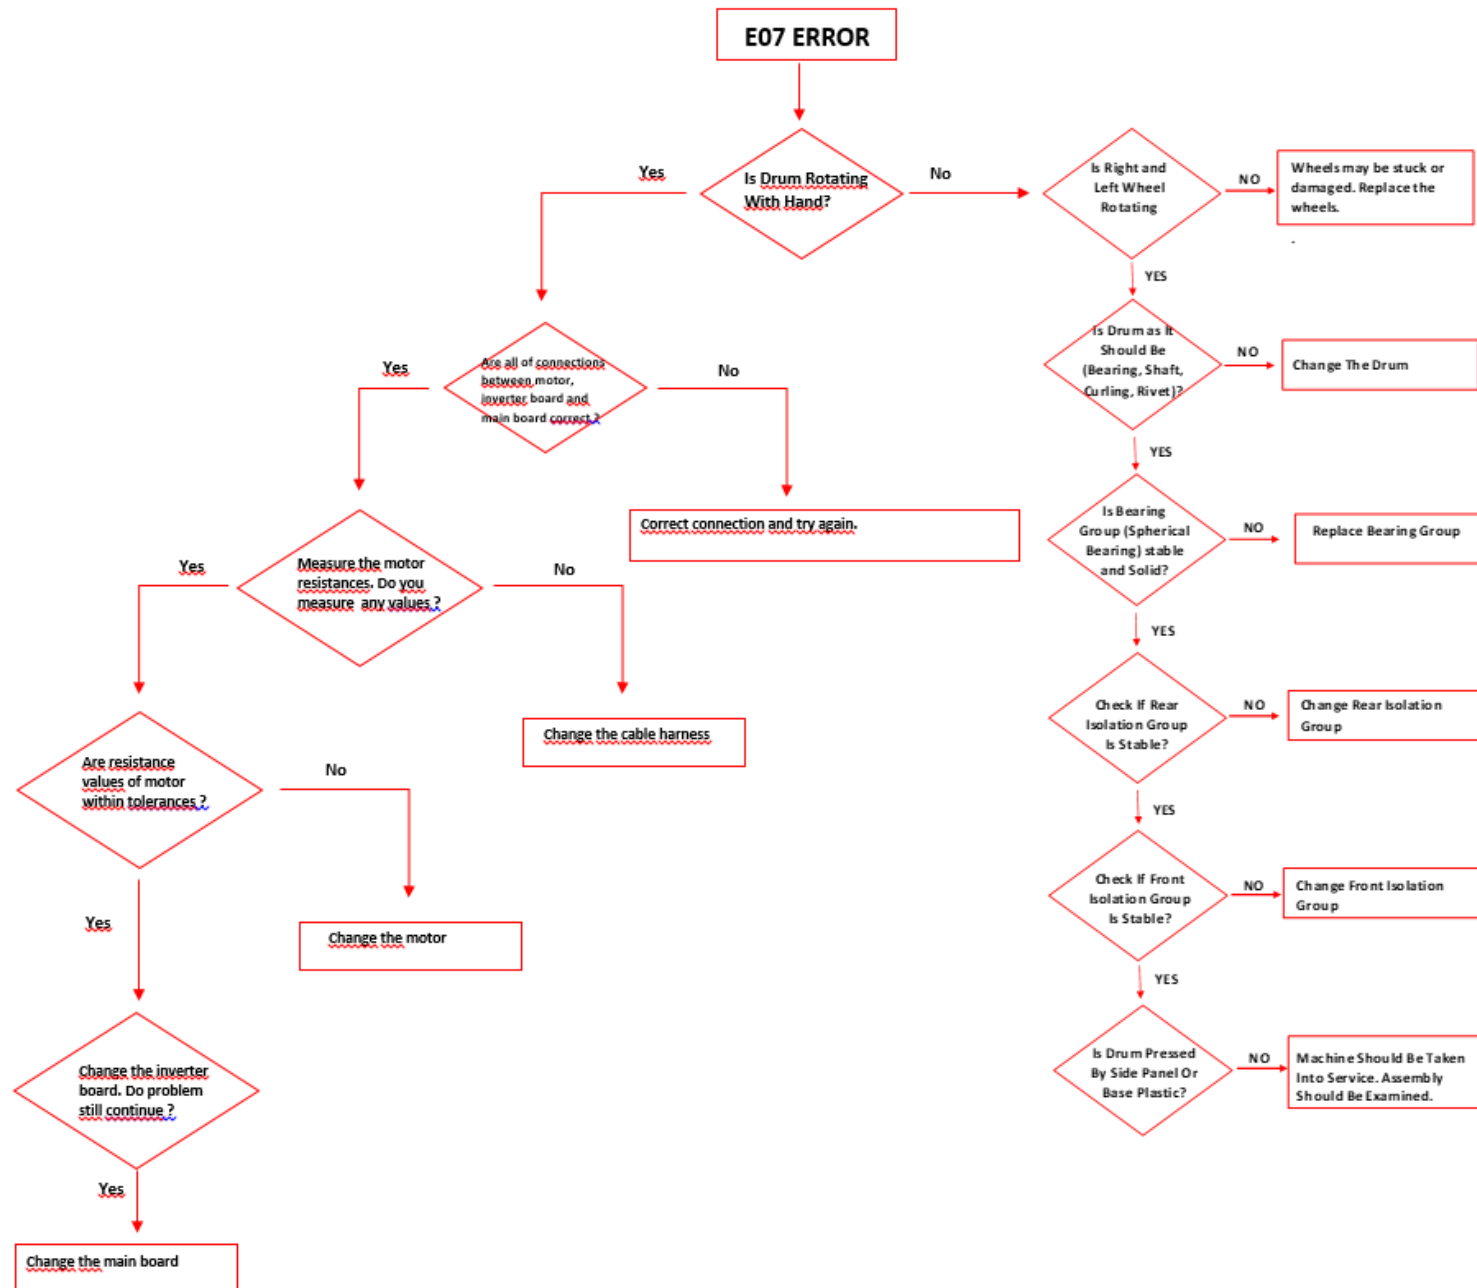 E07 ERROR
Is Drum Rotating
With Hand?
Yes
No
Is Right and
Left Wheel
Rotating
NO
Wheels may be stuck or
damaged. Replace the
wheels.
.
YES
Is Drum as It
Should Be
(Bearing, Shaft,
Curling, Rivet)?
NO
Change The Drum
YES
Is Bearing
Group (Spherical
Bearing) stable
and Solid?
NO
Replace Bearing Group
YES
Check If Rear
Isolation Group
Is Stable?
NO
Change Rear Isolation
Group
YES
Check If Front
Isolation Group
Is Stable?
NO
Change Front Isolation
Group
YES
Is Drum Pressed
By Side Panel Or
Base Plastic?
NO
Machine Should Be Taken
Into Service. Assembly
Should Be Examined.
Are all of connections
between motor,
inverter board and
main board correct ?
Yes
No
Correct connection and try again.
Measure the motor
resistances. Do you
measure any values ?
Yes
No
Change the cable harness
Are resistance
values of motor
within tolerances ?
No
Change the motor
Yes
Change the inverter
board. Do problem
still continue ?
Yes
Change the main board